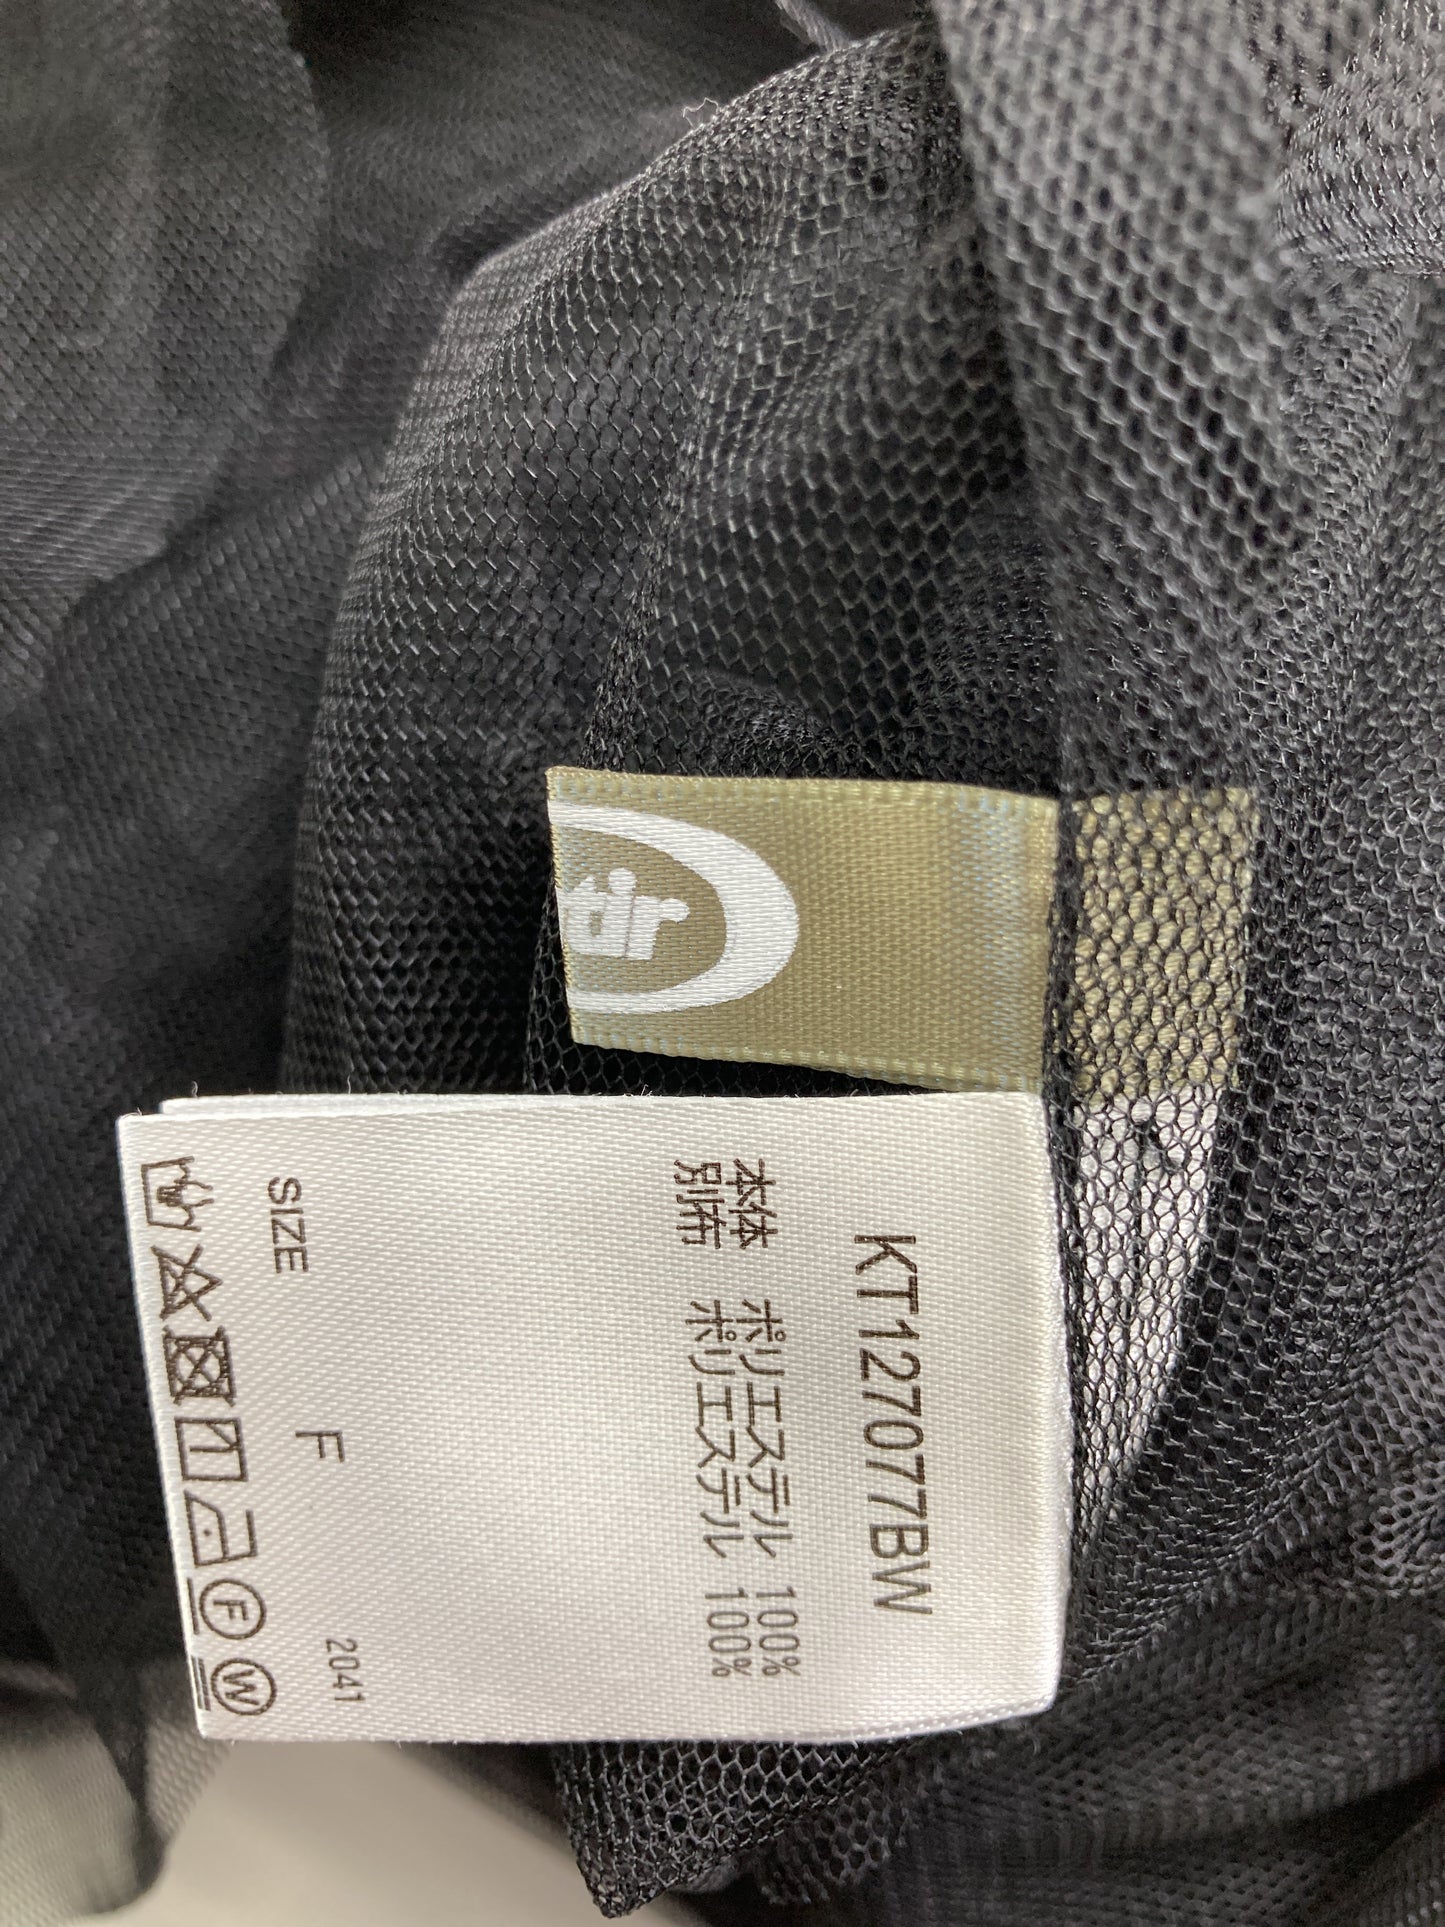 tir
KT127077BW
本体 ポリエステル 100%
別布 ポリエステル 100%
SIZE F 2041
F
W